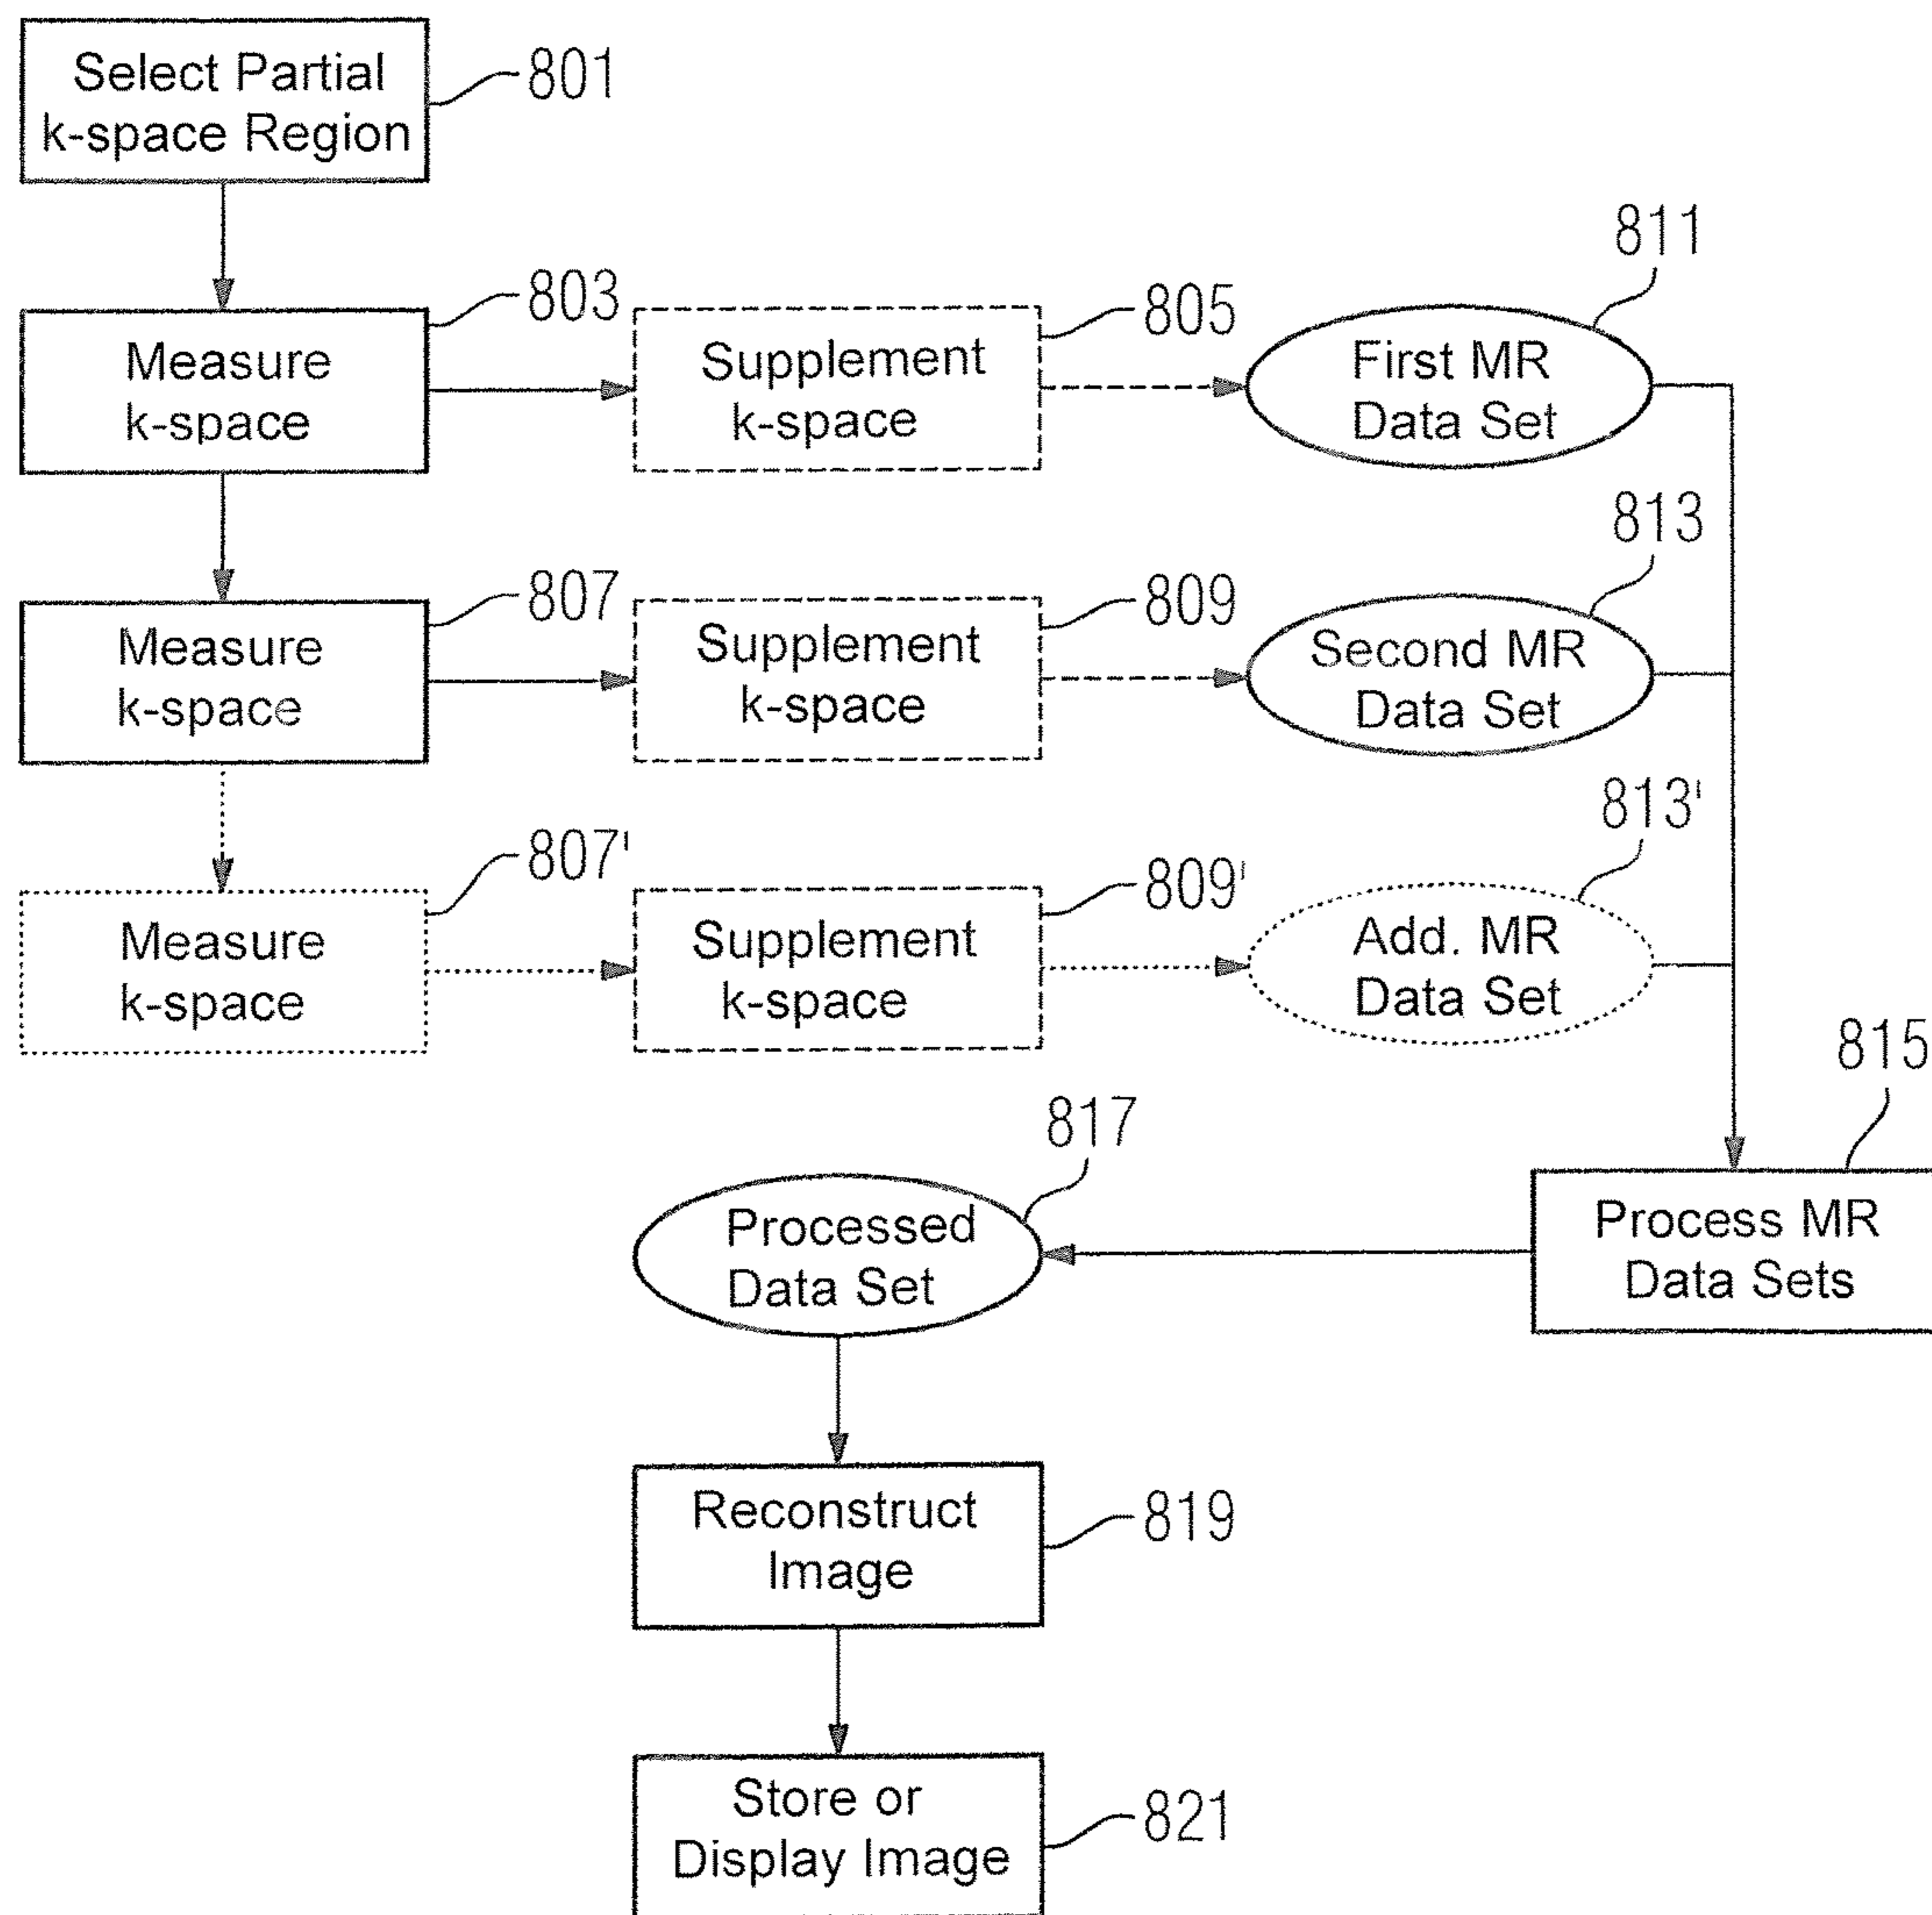 Select Partial
k-space Region
801
Measure
k-space
803
Supplement
k-space
805
First MR
Data Set
811
Measure
k-space
807
Supplement
k-space
809
Second MR
Data Set
813
Measure
k-space
807'
Supplement
k-space
809'
Add. MR
Data Set
813'
Process MR
Data Sets
815
Processed
Data Set
817
Reconstruct
Image
819
Store or
Display Image
821